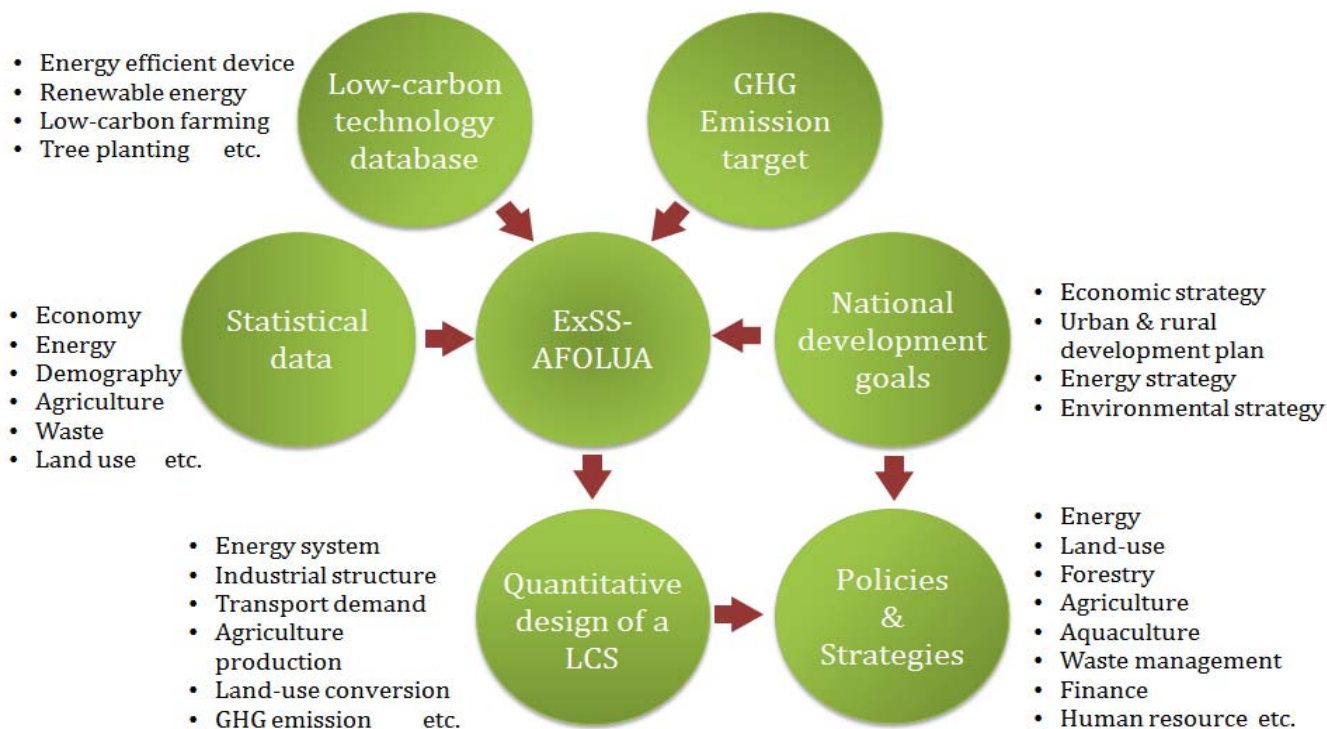 • Energy efficient device
• Renewable energy
• Low-carbon farming
• Tree planting etc.
Low-carbon
technology
database
GHG
Emission
target
• Economy
• Energy
• Demography
• Agriculture
• Waste
• Land use etc.
Statistical
data
ExSS-
AFOLUA
National
development
goals
• Economic strategy
• Urban & rural
development plan
• Energy strategy
• Environmental strategy
• Energy system
• Industrial structure
• Transport demand
• Agriculture
production
• Land-use conversion
• GHG emission etc.
Quantitative
design of a
LCS
Policies
&
Strategies
• Energy
• Land-use
• Forestry
• Agriculture
• Aquaculture
• Waste management
• Finance
• Human resource etc.